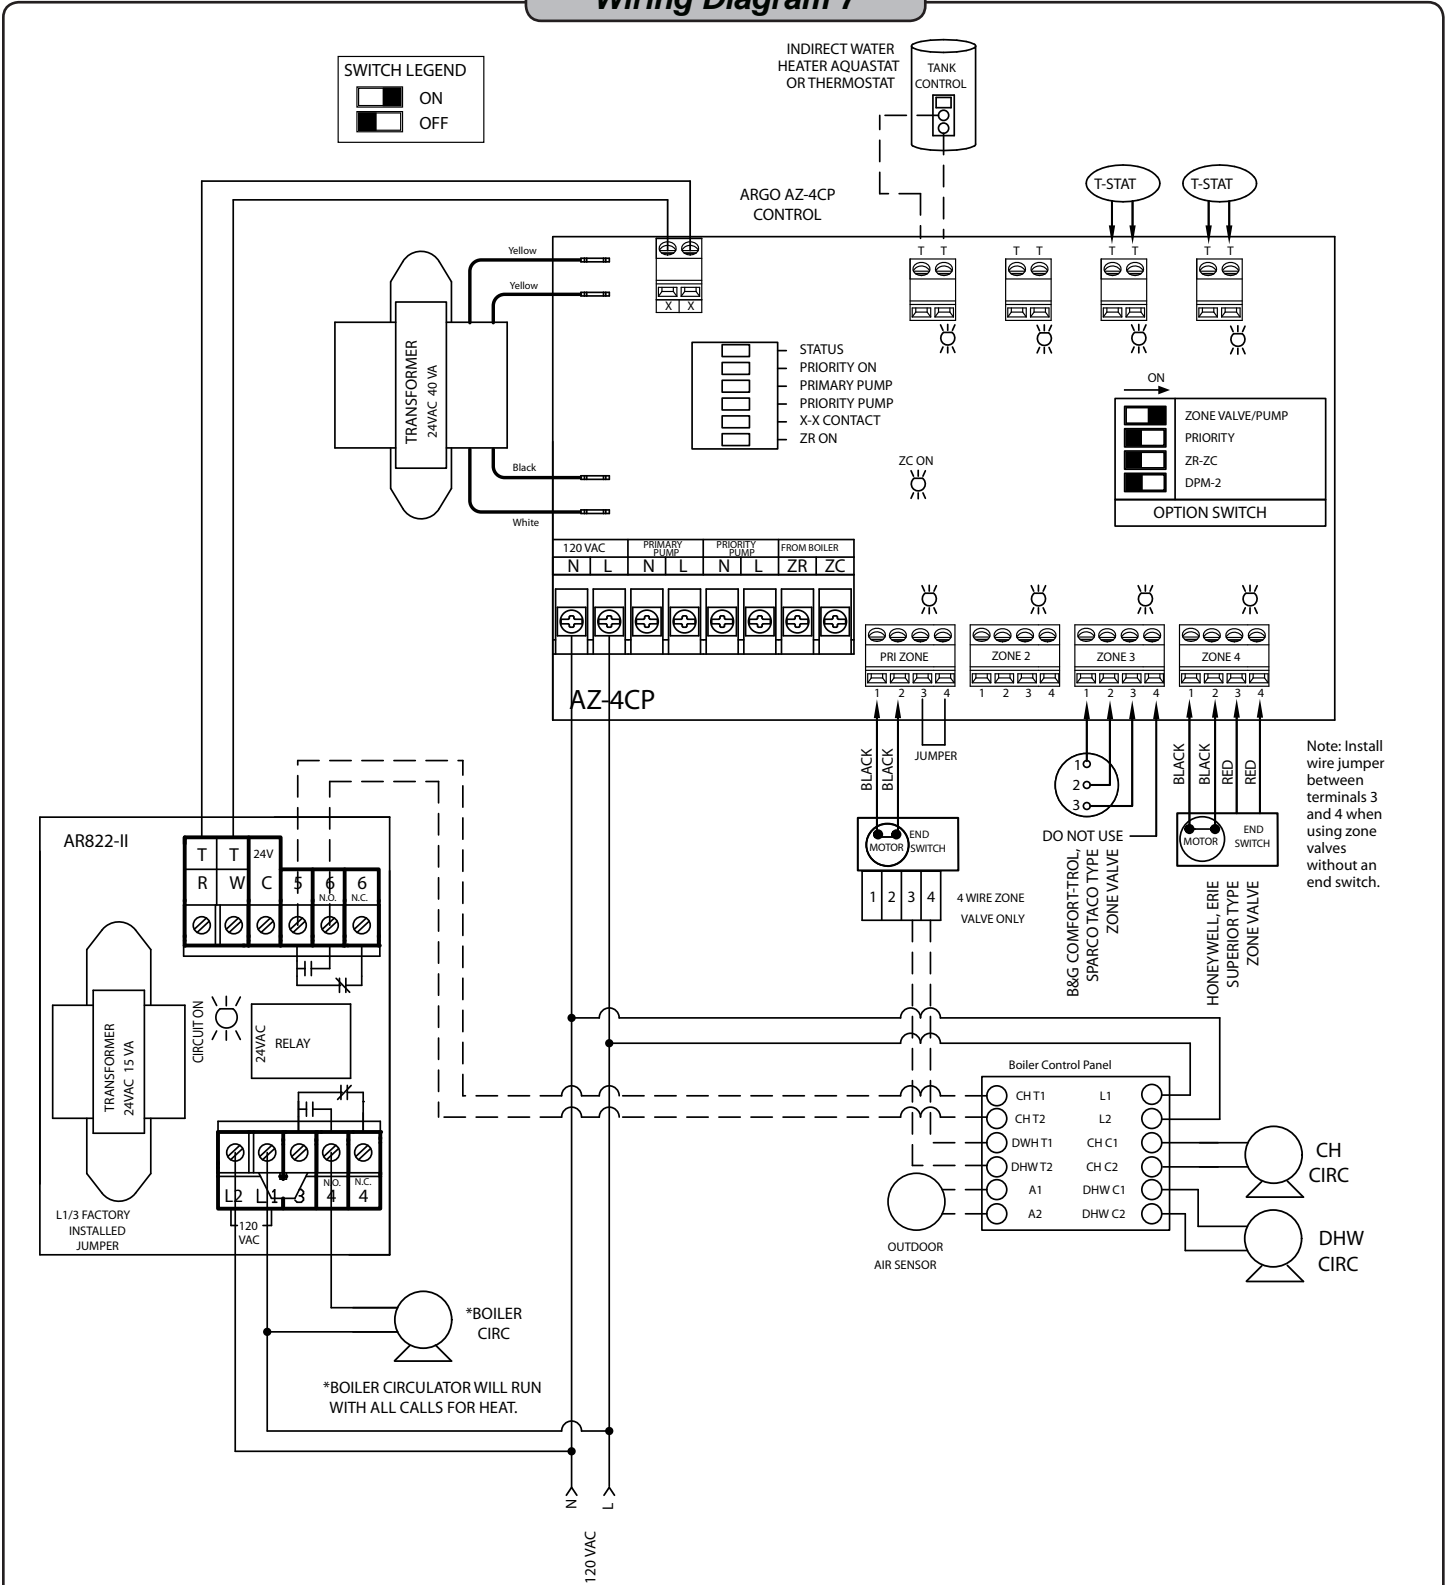 Wiring Diagram 7
SWITCH LEGEND
ON
OFF
INDIRECT WATER
HEATER AQUASTAT
OR THERMOSTAT
TANK
CONTROL
ARGO AZ-4CP
CONTROL
T-STAT
T-STAT
T T
T T
T T
T T
Yellow
Yellow
X X
TRANSFORMER
24VAC 40 VA
Black
White
STATUS
PRIORITY ON
PRIMARY PUMP
PRIORITY PUMP
X-X CONTACT
ZR ON
ZC ON
ON
ZONE VALVE/PUMP
PRIORITY
ZR-ZC
DPM-2
OPTION SWITCH
120 VAC
PRIMARY
PUMP
PRIORITY
PUMP
FROM BOILER
N L N L N L ZR ZC
PRI ZONE
ZONE 2
ZONE 3
ZONE 4
1 2 3 4
1 2 3 4
1 2 3 4
1 2 3 4
AZ-4CP
BLACK
BLACK
JUMPER
1
2
3
DO NOT USE
BLACK
BLACK
RED
RED
Note: Install
wire jumper
between
terminals 3
and 4 when
using zone
valves
without an
end switch.
MOTOR
END
SWITCH
1 2 3 4
4 WIRE ZONE
VALVE ONLY
B&G COMFORT-TROL,
SPARCO TACO TYPE
ZONE VALVE
MOTOR
END
SWITCH
HONEYWELL, ERIE
SUPERIOR TYPE
ZONE VALVE
AR822-II
T T 24V
R W C 5 6 6
N.O. N.C.
TRANSFORMER
24VAC 15 VA
CIRCUIT ON
24VAC
RELAY
N.O. N.C.
L2 L1 3 4 4
120
VAC
L1/3 FACTORY
INSTALLED
JUMPER
*BOILER
CIRC
*BOILER CIRCULATOR WILL RUN
WITH ALL CALLS FOR HEAT.
Boiler Control Panel
CH T1 L1
CH T2 L2
DWH T1 CH C1
DHW T2 CH C2
A1 DHW C1
A2 DHW C2
CH
CIRC
DHW
CIRC
OUTDOOR
AIR SENSOR
N
L
120 VAC